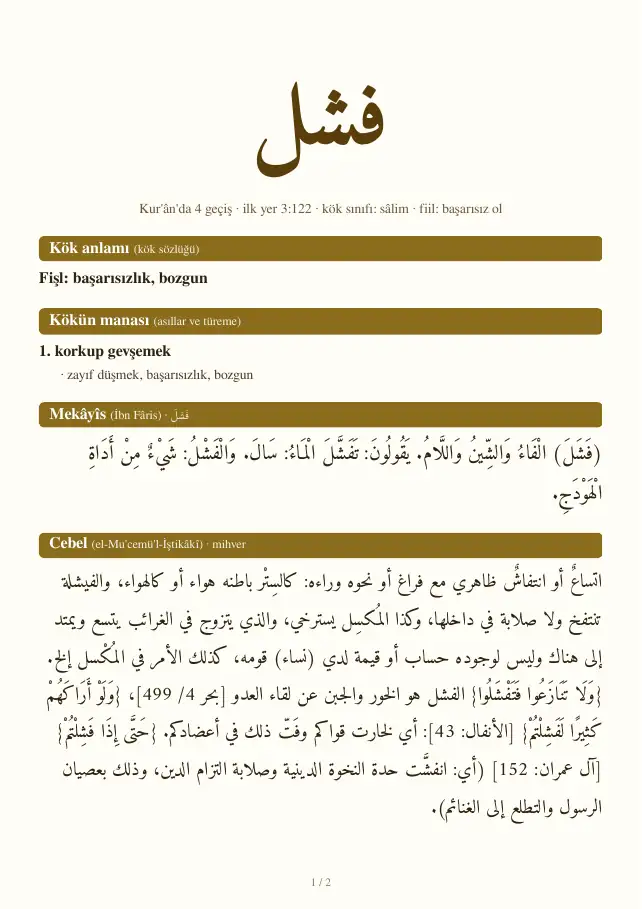 فشل
Kur'ân'da 4 geçiş · ilk yer 3:122 · kök sınıfı: sâlim · fiil: başarısız ol
Kök anlamı (kök sözlüğü)
Fişl: başarısızlık, bozgun
Kökün manası (asıllar ve türeme)
1. korkup gevşemek
· zayıf düşmek, başarısızlık, bozgun
Mekâyîs (İbn Fâris) · فَشَلَ
(فَشَلَ) الْفَاءُ وَالشِّينُ وَاللَّامُ. يَقُولُونَ: تَفَشَّلَ الْمَاءُ: سَالَ. وَالْفَشْلُ: شَيْءٌ مِنْ أَدَاةِ
الْهَوْدَجِ.
Cebel (el-Mu'cemü'l-İştikâkî) · mihver
اتساعٌ أو انتفاشٌ ظاهري مع فراغ أو نحوه وراءه: كالسِتْر باطنه هواء أو كالهواء، والفيشلة
تنتفخ ولا صلابة في داخلها، وكذا المُكسِل يسترخي، والذي يتزوج في الغرائب يتسع ويمتد
إلى هناك وليس لوجوده حساب أو قيمة لدي (نساء) قومه، كذلك الأمر في المُكْسل إلخ.
{وَلَا تَنَازَعُوا فَتَفْشَلُوا} الفشل هو الخور والجبن عن لقاء العدو [بحر 4/ 499]، {وَلَوْ أَرَاكَهُمْ
كَثِيرًا لَفَشِلْتُمْ} [الأنفال: 43]: أي لخارت قواكم وفَتّ ذلك في أعضادكم. {حَتَّى إِذَا فَشِلْتُمْ}
[آل عمران: 152] (أي: انفشَّت حدة النخوة الدينية وصلابة التزام الدين، وذلك بعصيان
الرسول والتطلع إلى الغنائم).
1 / 2